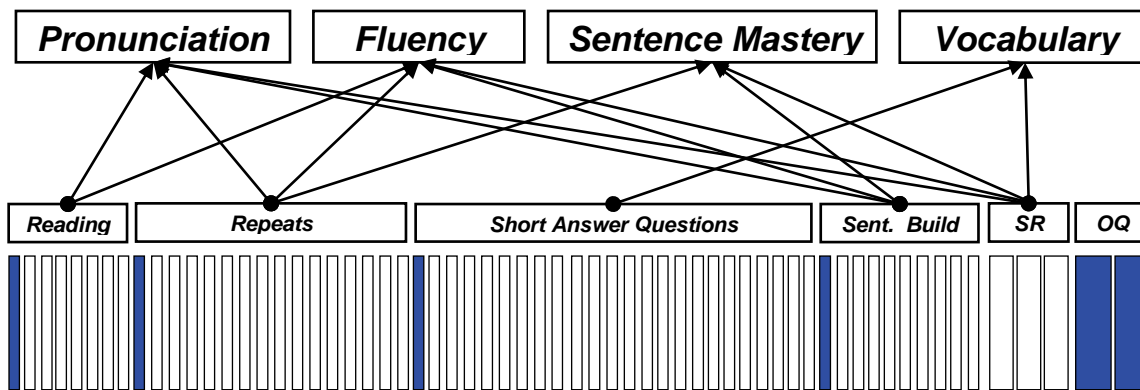 Pronunciation Fluency Sentence Mastery Vocabulary
Reading Repeats Short Answer Questions Sent. Build SR OQ